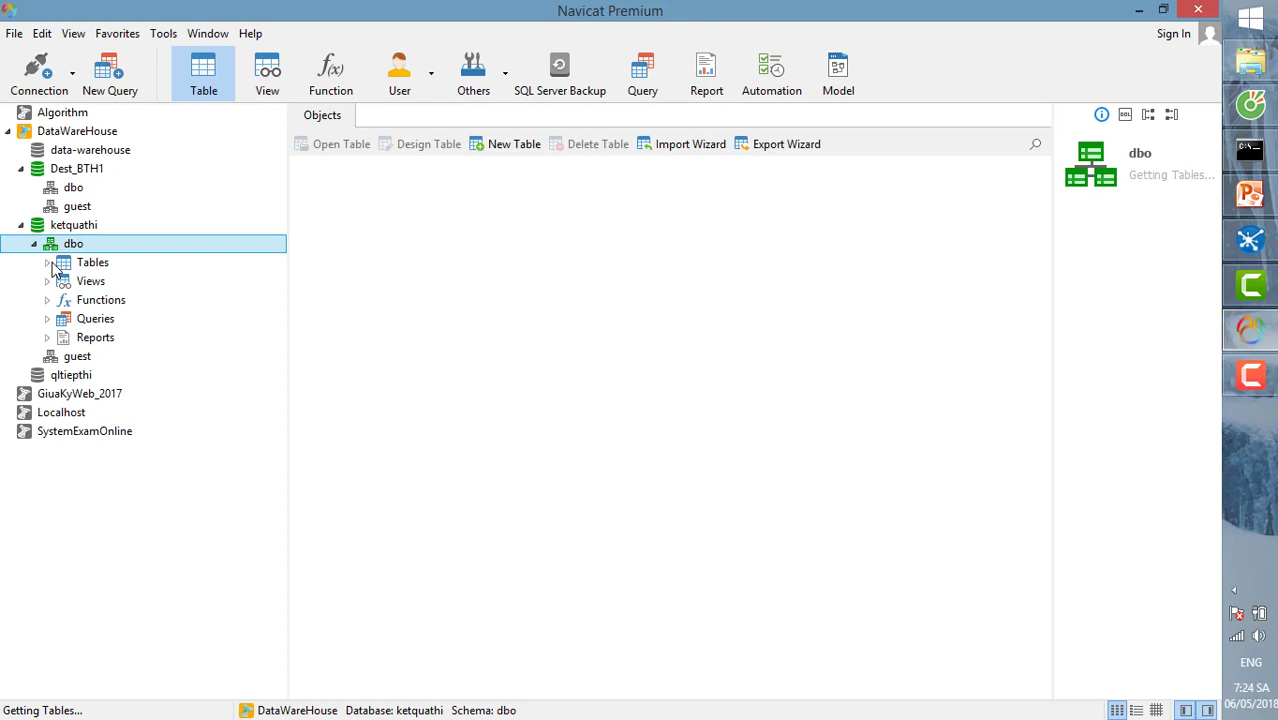 Navicat Premium
File Edit View Favorites Tools Window Help
Sign In
Connection New Query Table View Function User Others SQL Server Backup Query Report Automation Model
f(x)
Algorithm
DataWareHouse
data-warehouse
Dest_BTH1
dbo
guest
ketquathi
dbo
Tables
Views
fx Functions
Queries
Reports
guest
qltiepthi
GiuaKyWeb_2017
Localhost
SystemExamOnline
Objects
Open Table Design Table New Table Delete Table Import Wizard Export Wizard
DDL
dbo
Getting Tables...
C:\_
ENG
7:24 SA
06/05/2018
Getting Tables... DataWareHouse Database: ketquathi Schema: dbo